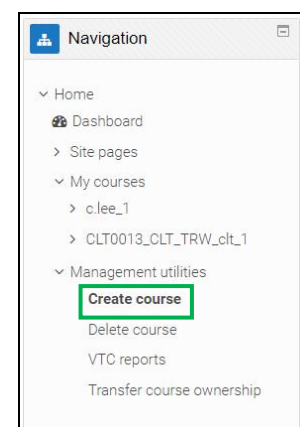 Navigation
Home
Dashboard
Site pages
My courses
c.lee_1
CLT0013_CLT_TRW_clt_1
Management utilities
Create course
Delete course
VTC reports
Transfer course ownership